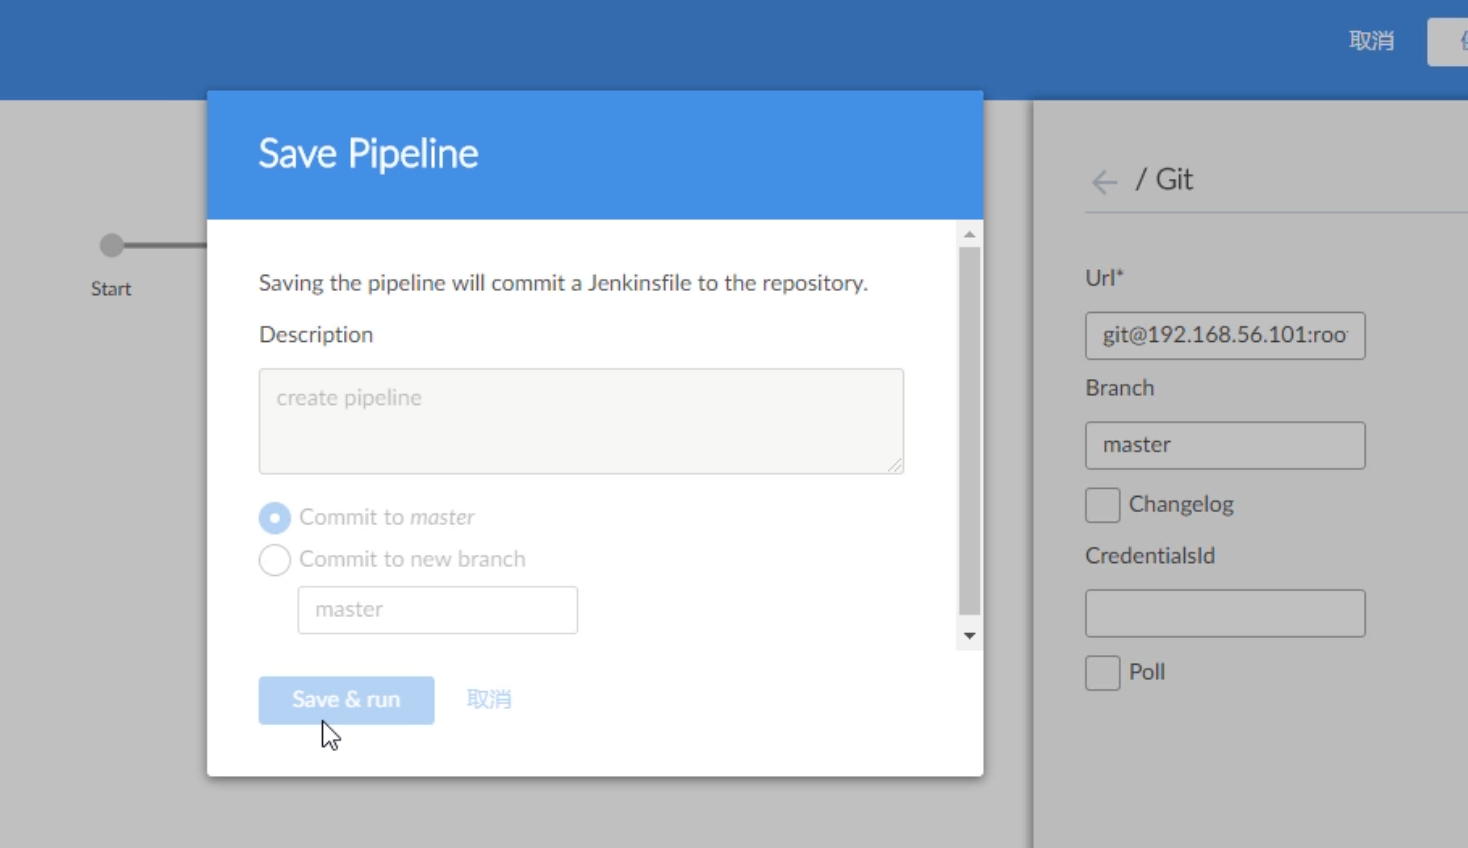 取消
Save Pipeline
/ Git
Start
Saving the pipeline will commit a Jenkinsfile to the repository.
Description
create pipeline
Commit to master
Commit to new branch
master
Save & run
取消
Url*
git@192.168.56.101:roo
Branch
master
Changelog
CredentialsId
Poll